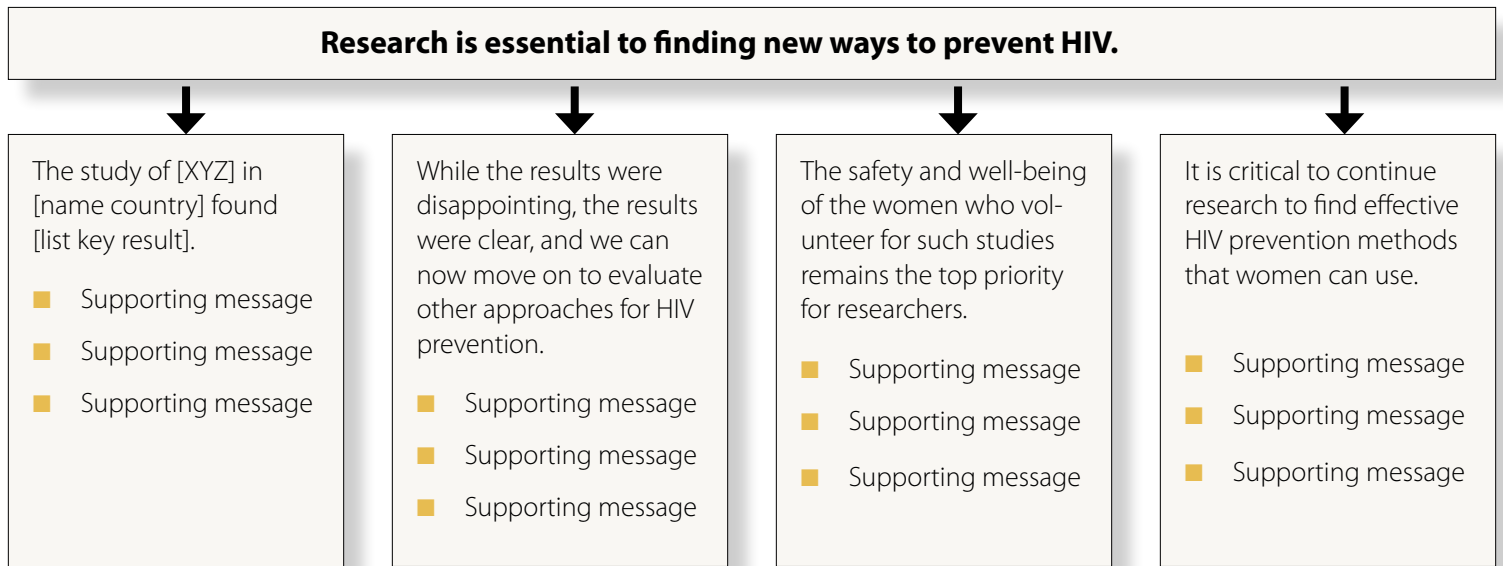 Research is essential to finding new ways to prevent HIV.
The study of [XYZ] in
[name country] found
[list key result].
Supporting message
Supporting message
Supporting message
While the results were
disappointing, the results
were clear, and we can
now move on to evaluate
other approaches for HIV
prevention.
Supporting message
Supporting message
Supporting message
The safety and well-being
of the women who vol-
unteer for such studies
remains the top priority
for researchers.
Supporting message
Supporting message
Supporting message
It is critical to continue
research to find effective
HIV prevention methods
that women can use.
Supporting message
Supporting message
Supporting message